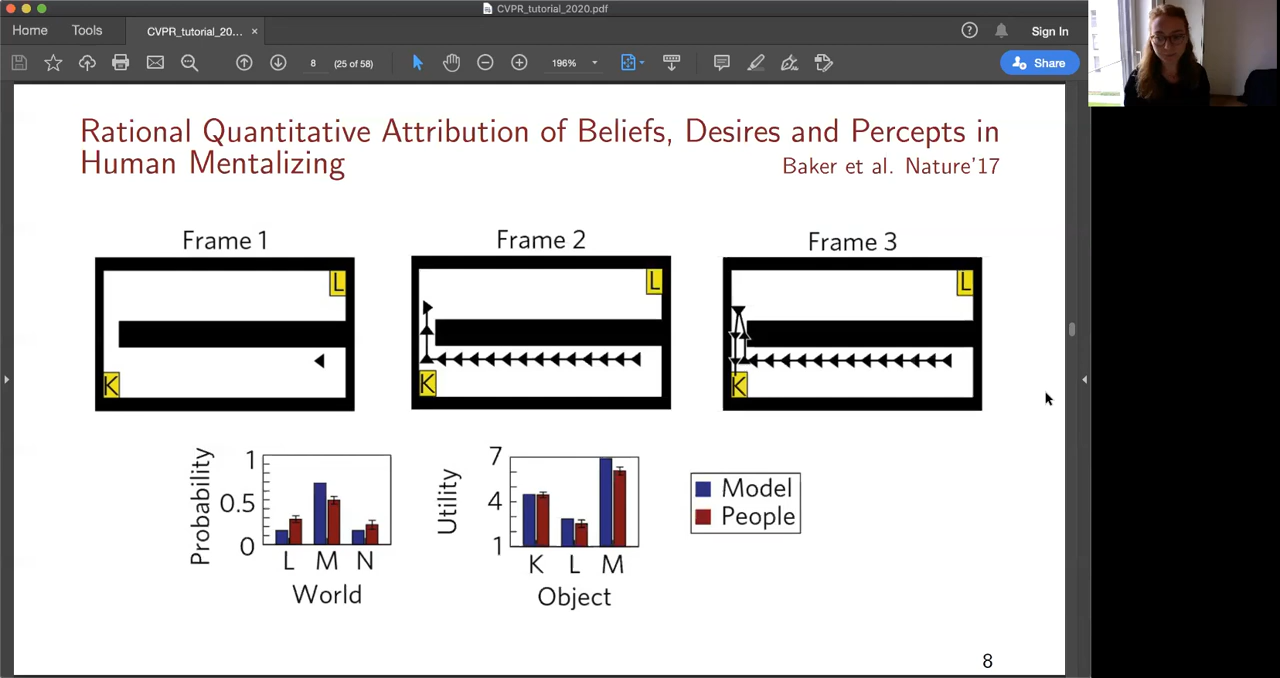 CVPR_tutorial_2020.pdf
Home
Tools
CVPR_tutorial_20... ×
Sign In
8 (25 of 58)
196%
Share
Rational Quantitative Attribution of Beliefs, Desires and Percepts in
Human Mentalizing
Baker et al. Nature'17
Frame 1
Frame 2
Frame 3
L
K
L
K
L
K
Probability
1
0.5
0
L M N
World
Utility
7
4
1
K L M
Object
Model
People
8